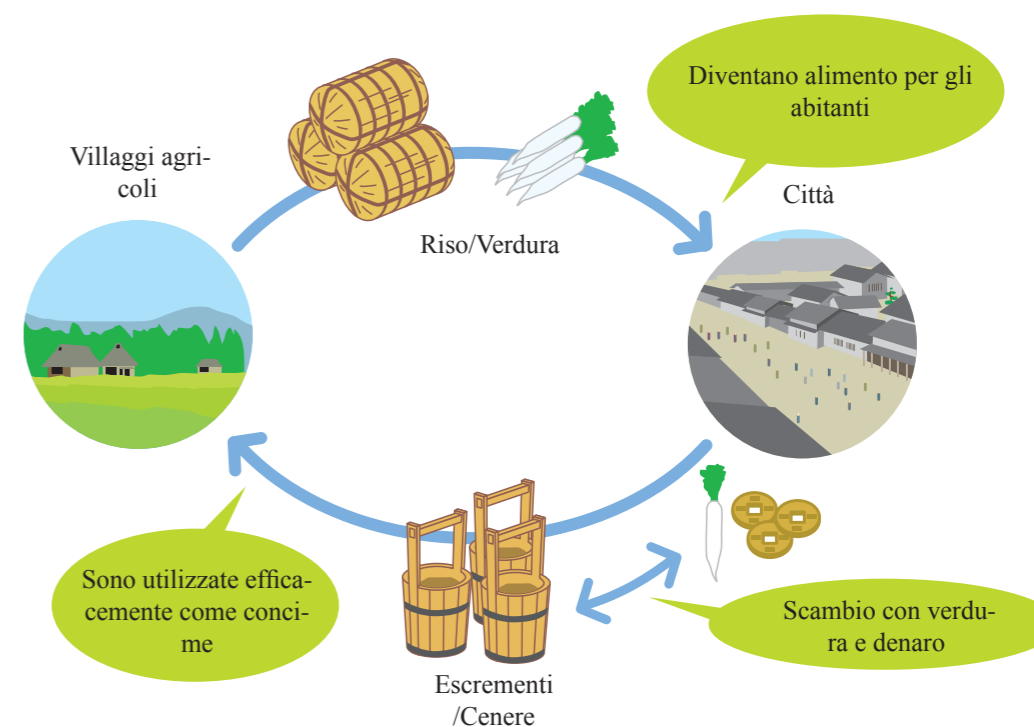 Diventano alimento per gli
abitanti
Villaggi agri-
coli
Città
Riso/Verdura
Sono utilizzate effica-
cemente come conci-
me
Scambio con verdu-
ra e denaro
Escrementi
/Cenere